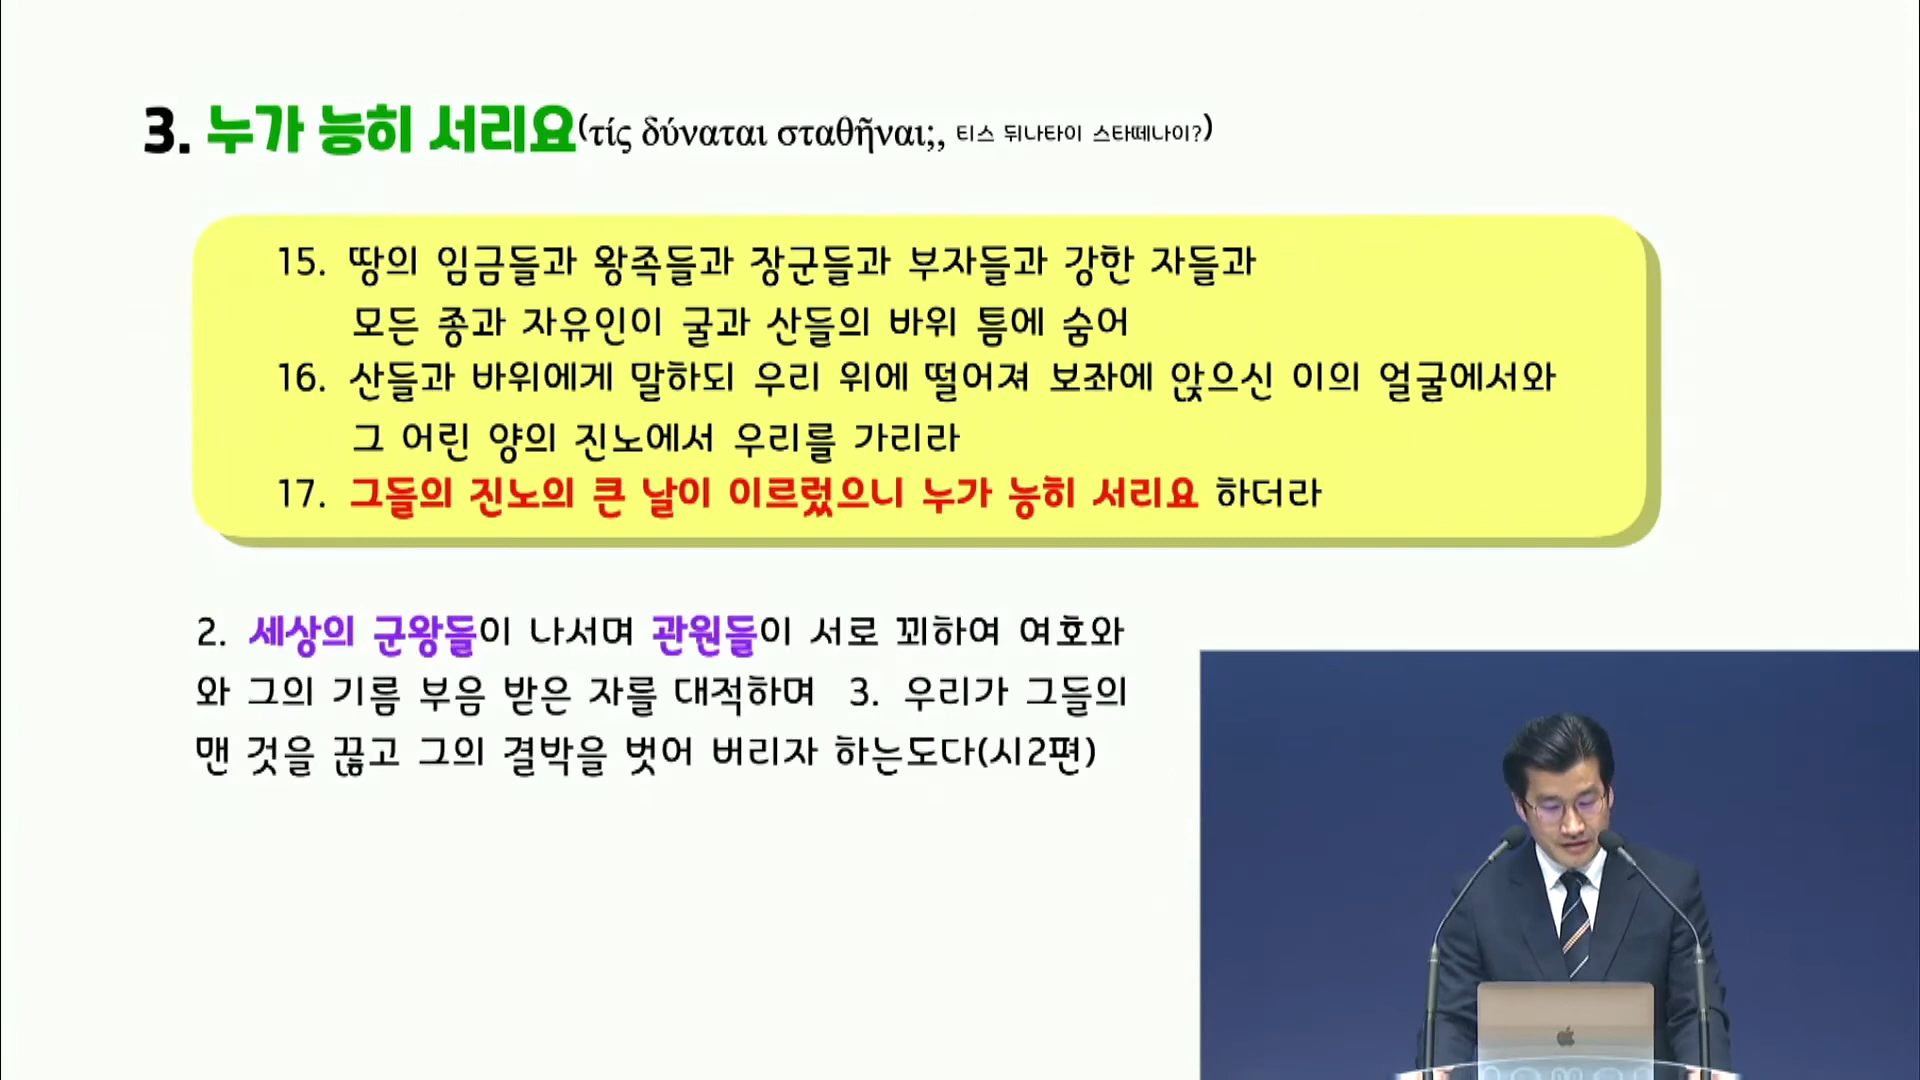 3. 누가 능히 서리요(τίς δύναται σταθῆναι;, 티스 뒤나타이 스타떼나이?)
15. 땅의 임금들과 왕족들과 장군들과 부자들과 강한 자들과
모든 종과 자유인이 굴과 산들의 바위 틈에 숨어
16. 산들과 바위에게 말하되 우리 위에 떨어져 보좌에 앉으신 이의 얼굴에서와
그 어린 양의 진노에서 우리를 가리라
17. 그들의 진노의 큰 날이 이르렀으니 누가 능히 서리요 하더라
2. 세상의 군왕들이 나서며 관원들이 서로 꾀하여 여호와
와 그의 기름 부음 받은 자를 대적하며 3. 우리가 그들의
맨 것을 끊고 그의 결박을 벗어 버리자 하는도다(시2편)